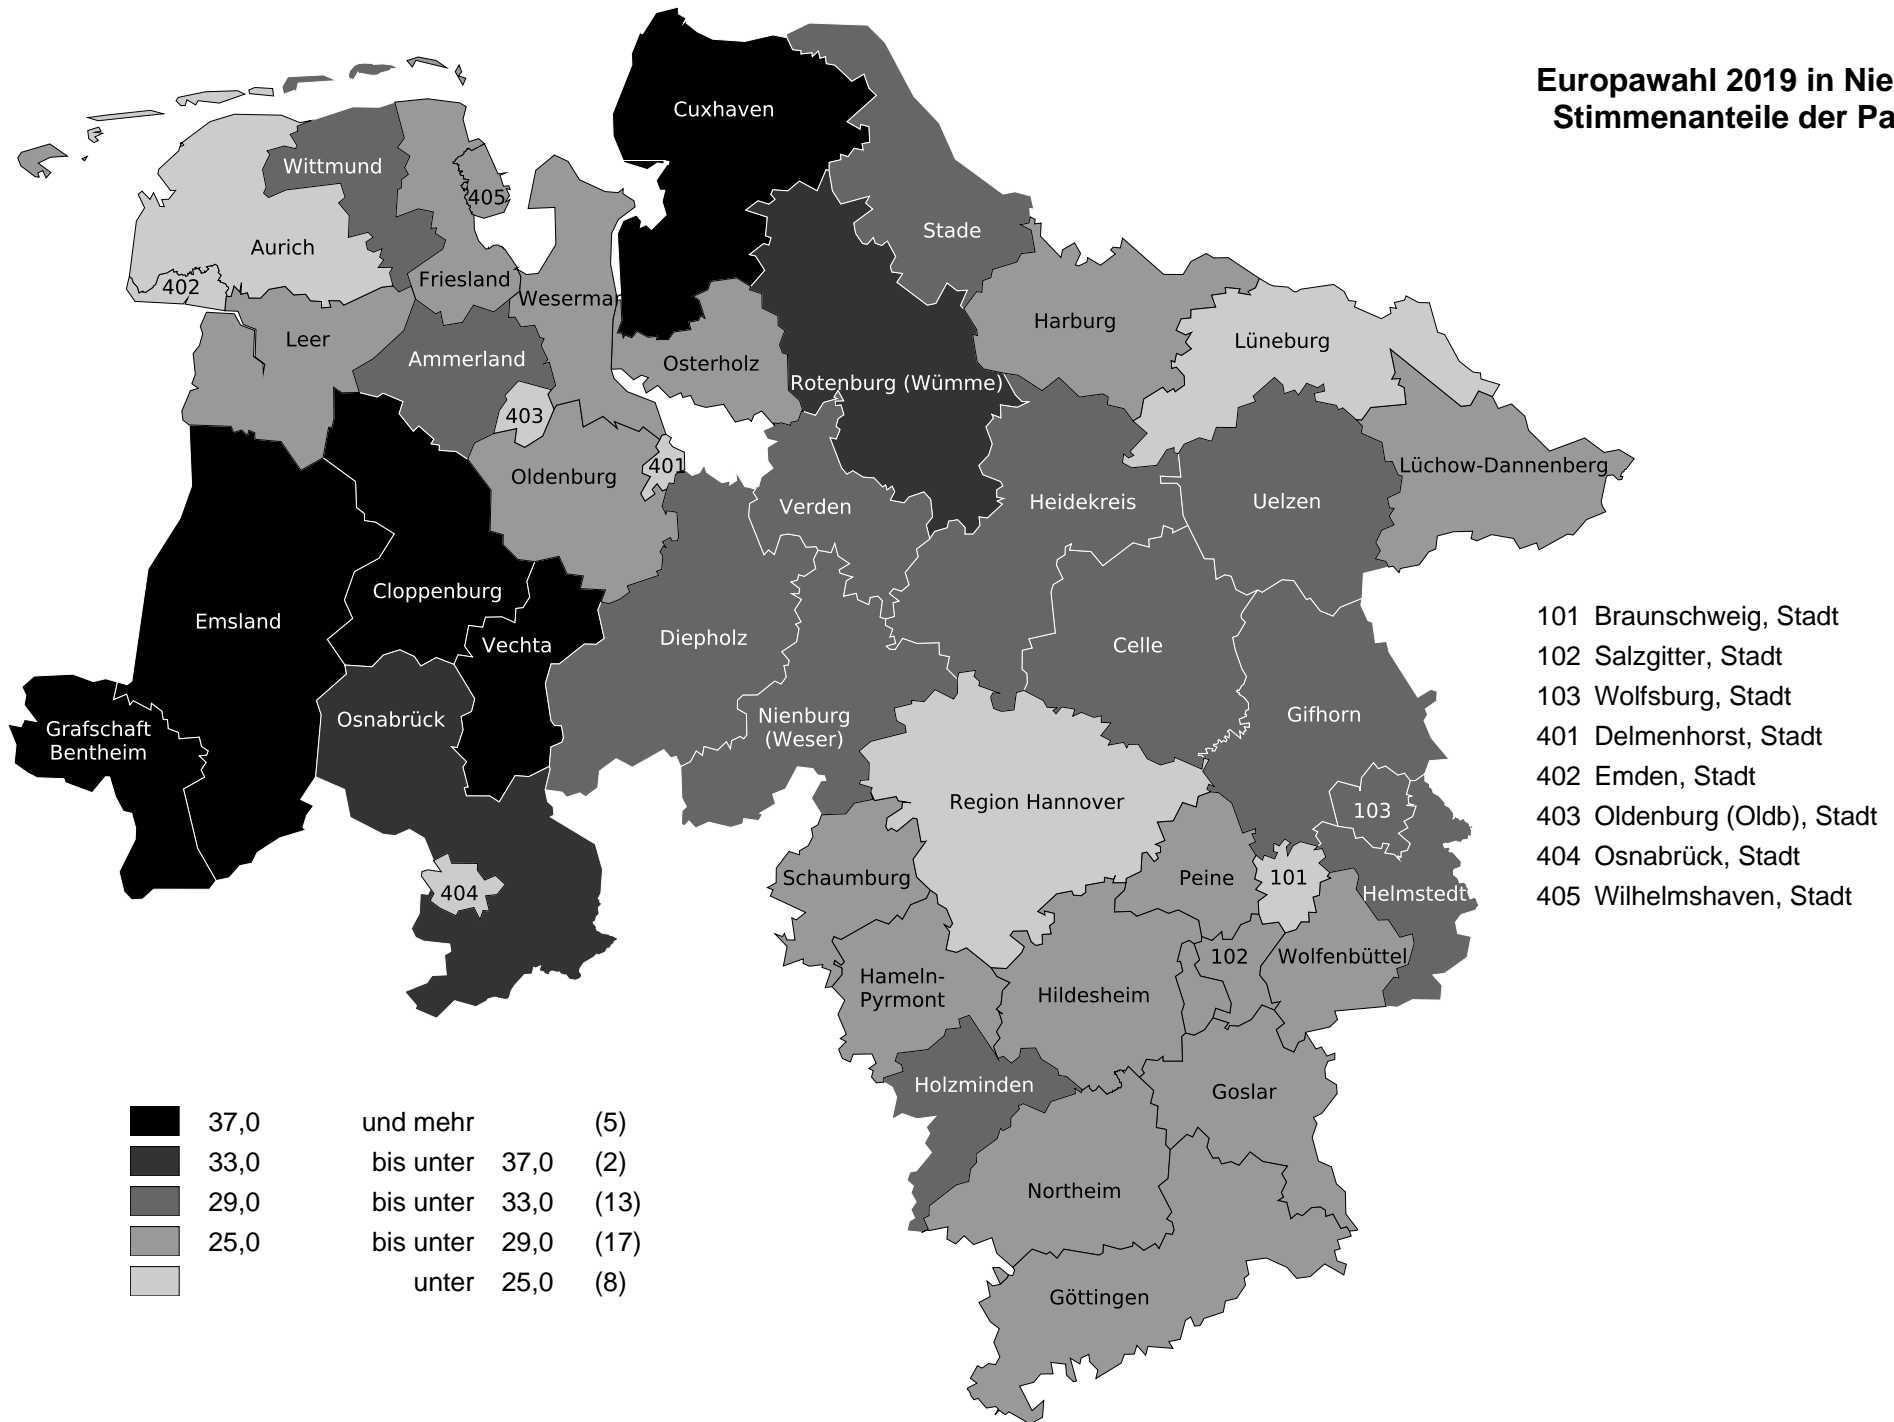 Europawahl 2019 in Nie
Stimmenanteile der Pa
Cuxhaven
Wittmund
405
Stade
Aurich
Friesland
402
Weserma
Harburg
Leer
Lüneburg
Ammerland
Osterholz
Rotenburg (Wümme)
403
401
Lüchow-Dannenberg
Oldenburg
Verden
Heidekreis
Uelzen
Cloppenburg
Emsland
Vechta
Diepholz
Celle
Osnabrück
Nienburg
(Weser)
Gifhorn
Grafschaft
Bentheim
Region Hannover
103
Schaumburg
Peine
101
404
Helmstedt
102
Wolfenbüttel
Hameln-
Pyrmont
Hildesheim
Holzminden
Goslar
Northeim
Göttingen
101 Braunschweig, Stadt
102 Salzgitter, Stadt
103 Wolfsburg, Stadt
401 Delmenhorst, Stadt
402 Emden, Stadt
403 Oldenburg (Oldb), Stadt
404 Osnabrück, Stadt
405 Wilhelmshaven, Stadt
37,0 und mehr (5)
33,0 bis unter 37,0 (2)
29,0 bis unter 33,0 (13)
25,0 bis unter 29,0 (17)
unter 25,0 (8)